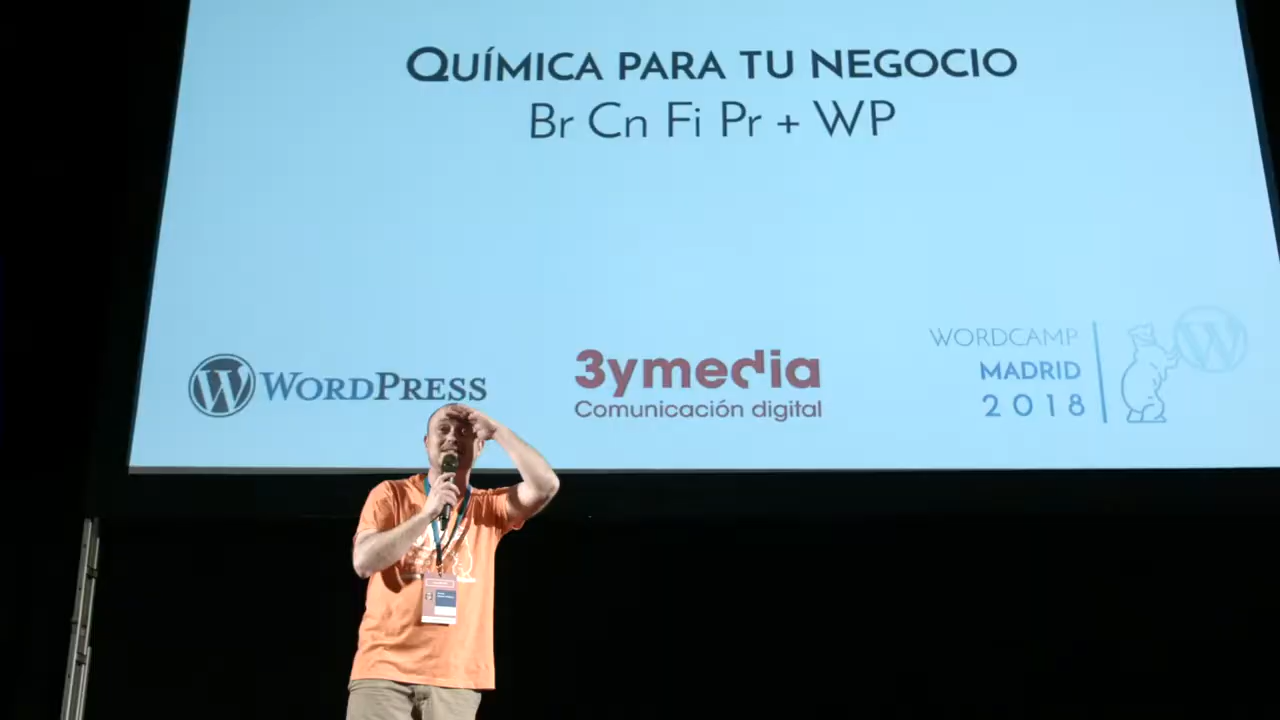 QUÍMICA PARA TU NEGOCIO
Br Cn Fi Pr + WP
WORDPRESS
3ymedia
Comunicación digital
WORDCAMP
MADRID
2018